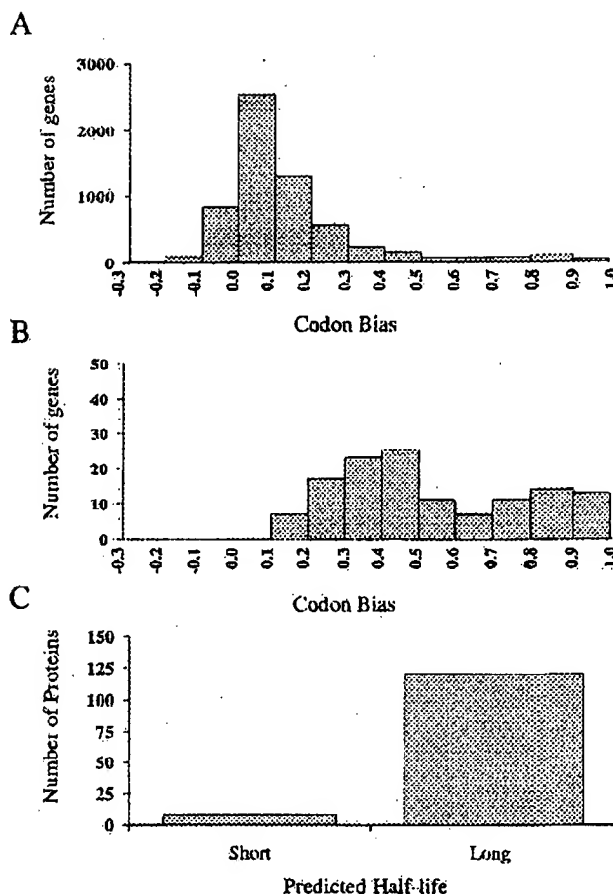 A
Number of genes
3000
2000
1000
0
-0.3 -0.2 -0.1 0.0 0.1 0.2 0.3 0.4 0.5 0.6 0.7 0.8 0.9 1.0
Codon Bias
B
Number of genes
50
40
30
20
10
0
-0.3 -0.2 -0.1 0.0 0.1 0.2 0.3 0.4 0.5 0.6 0.7 0.8 0.9 1.0
Codon Bias
C
Number of Proteins
150
125
100
75
50
25
0
Short Long
Predicted Half-life